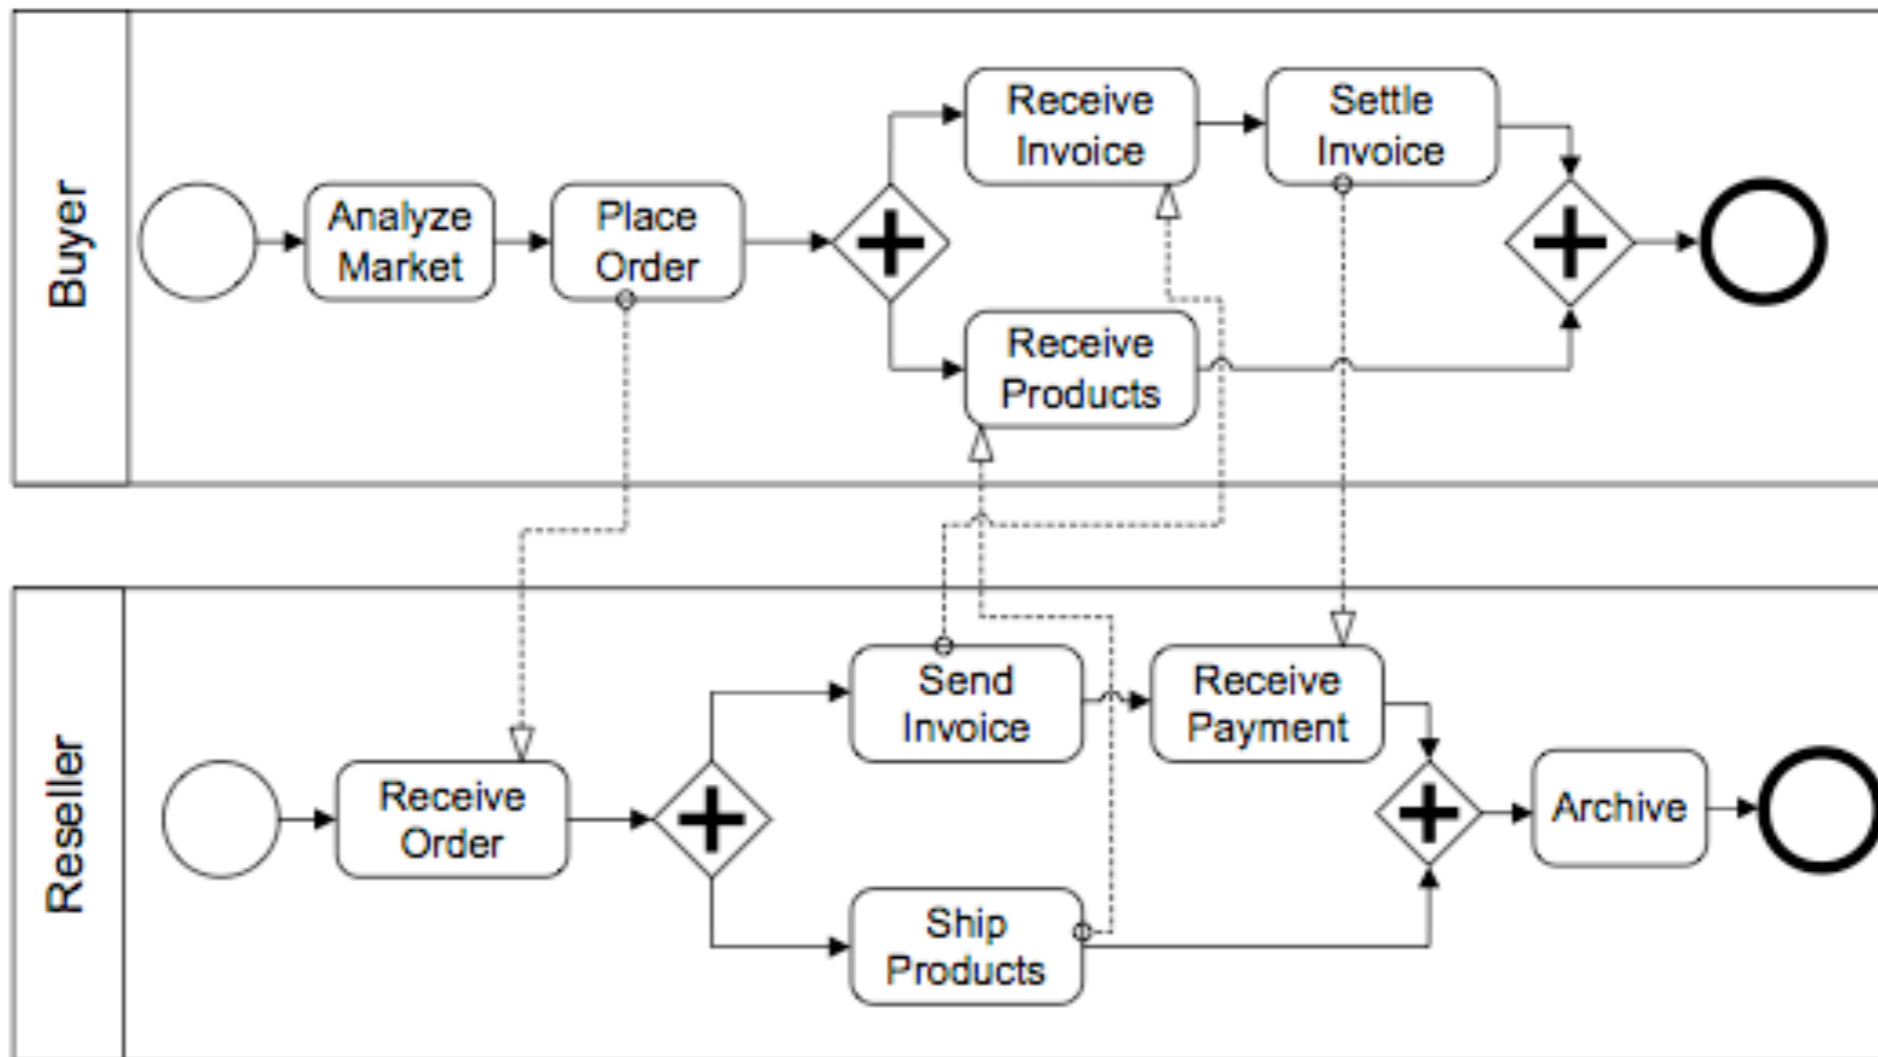 Buyer
Analyze
Market
Place
Order
Receive
Invoice
Settle
Invoice
Receive
Products
Reseller
Receive
Order
Send
Invoice
Receive
Payment
Ship
Products
Archive